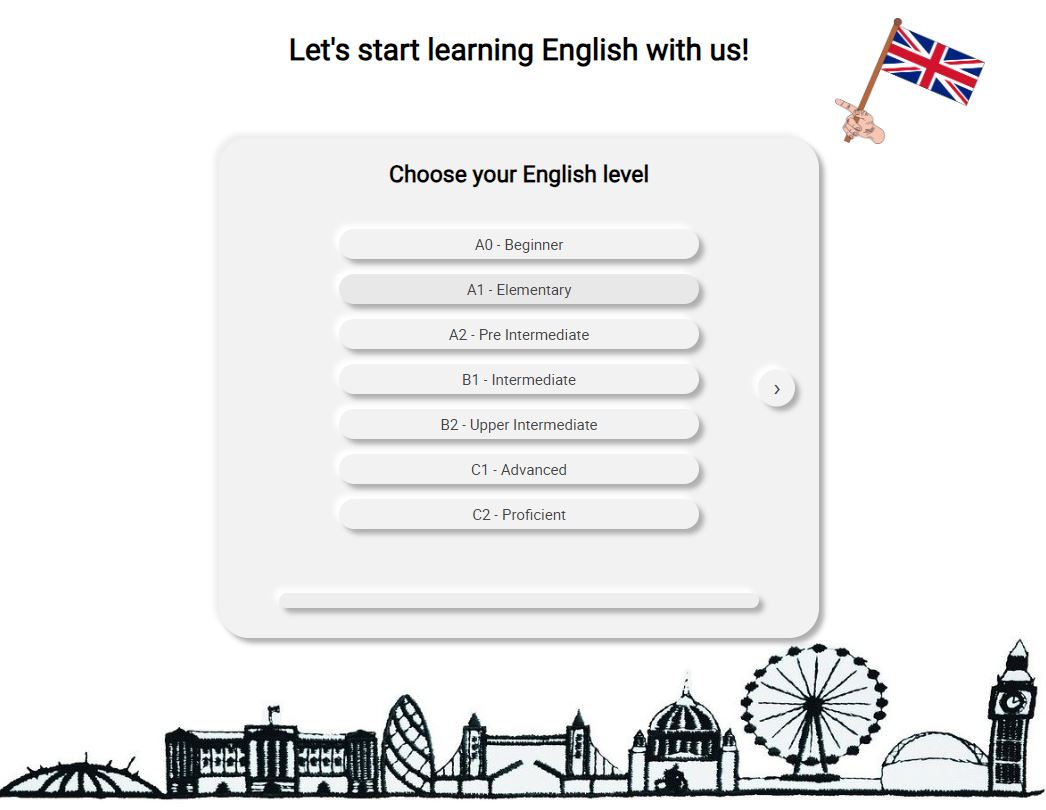 Let's start learning English with us!
Choose your English level
A0 - Beginner
A1 - Elementary
A2 - Pre Intermediate
B1 - Intermediate
B2 - Upper Intermediate
C1 - Advanced
C2 - Proficient
›